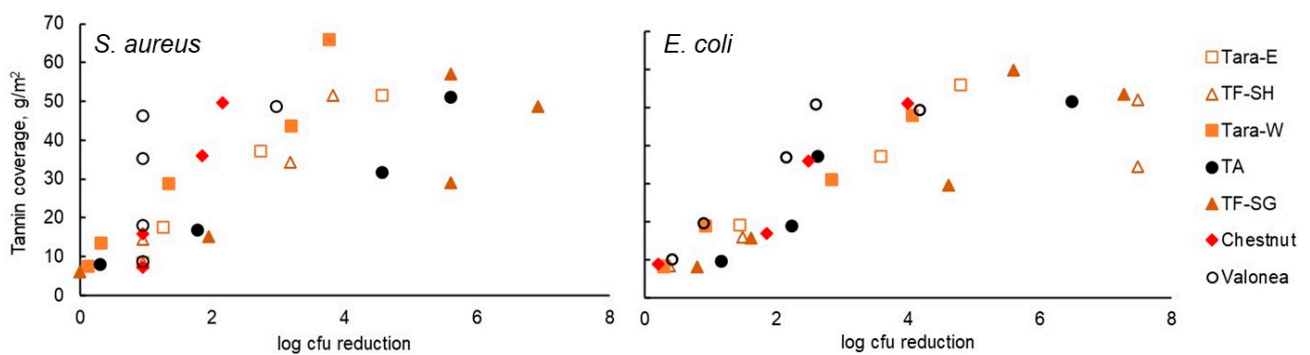 S. aureus
E. coli
Tannin coverage, g/m²
70
60
50
40
30
20
10
0
0 2 4 6 8
log cfu reduction
0 2 4 6 8
log cfu reduction
Tara-E
TF-SH
Tara-W
TA
TF-SG
Chestnut
Valonea